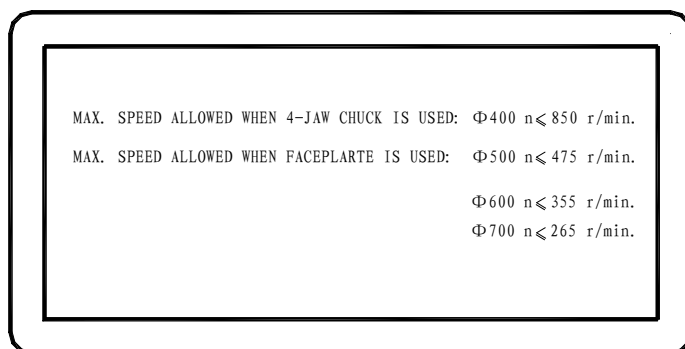 MAX. SPEED ALLOWED WHEN 4-JAW CHUCK IS USED: Φ400 n⩽850 r/min.
MAX. SPEED ALLOWED WHEN FACEPLARTE IS USED: Φ500 n⩽475 r/min.
Φ600 n⩽355 r/min.
Φ700 n⩽265 r/min.